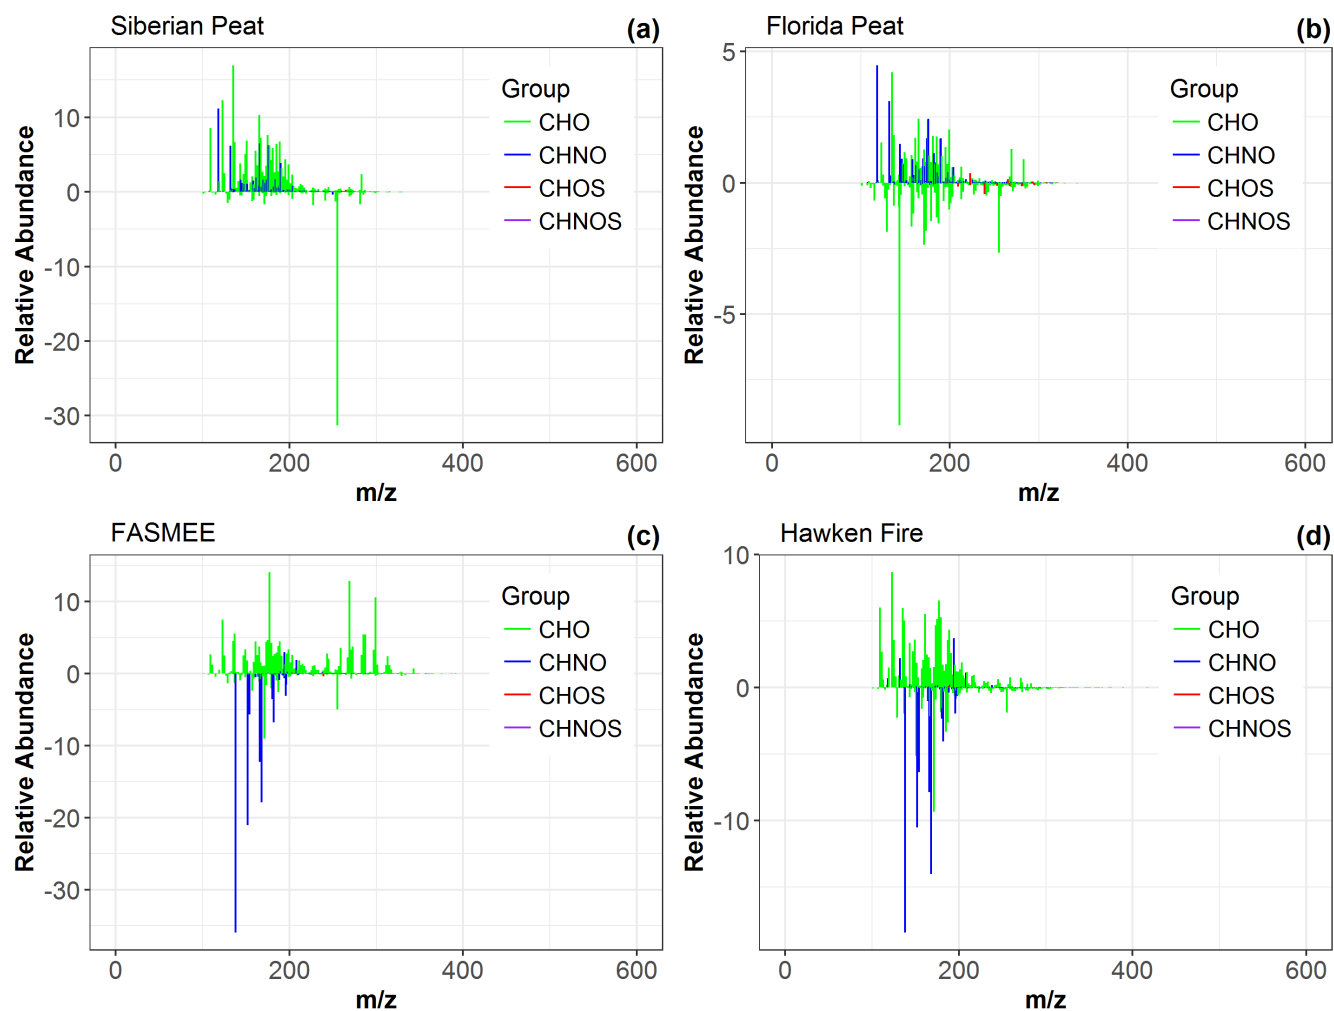 Siberian Peat (a)
Relative Abundance
10
0
-10
-20
-30
Group
CHO
CHNO
CHOS
CHNOS
0 200 400 600
m/z
Florida Peat (b)
Relative Abundance
5
0
-5
Group
CHO
CHNO
CHOS
CHNOS
0 200 400 600
m/z
FASMEE (c)
Relative Abundance
10
0
-10
-20
-30
Group
CHO
CHNO
CHOS
CHNOS
0 200 400 600
m/z
Hawken Fire (d)
Relative Abundance
10
0
-10
Group
CHO
CHNO
CHOS
CHNOS
0 200 400 600
m/z